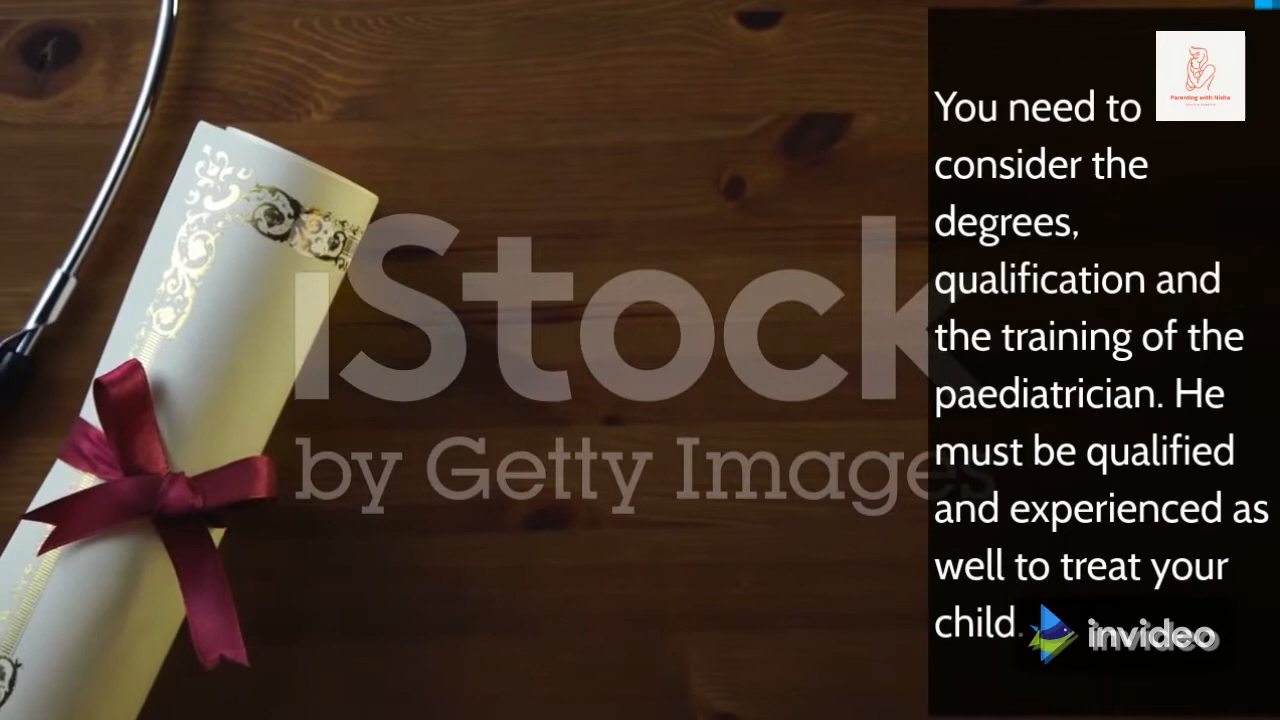 Parenting with Nisha
You need to
consider the
degrees,
qualification and
the training of the
paediatrician. He
must be qualified
and experienced as
well to treat your
child.
iStock
by Getty Images
invideo